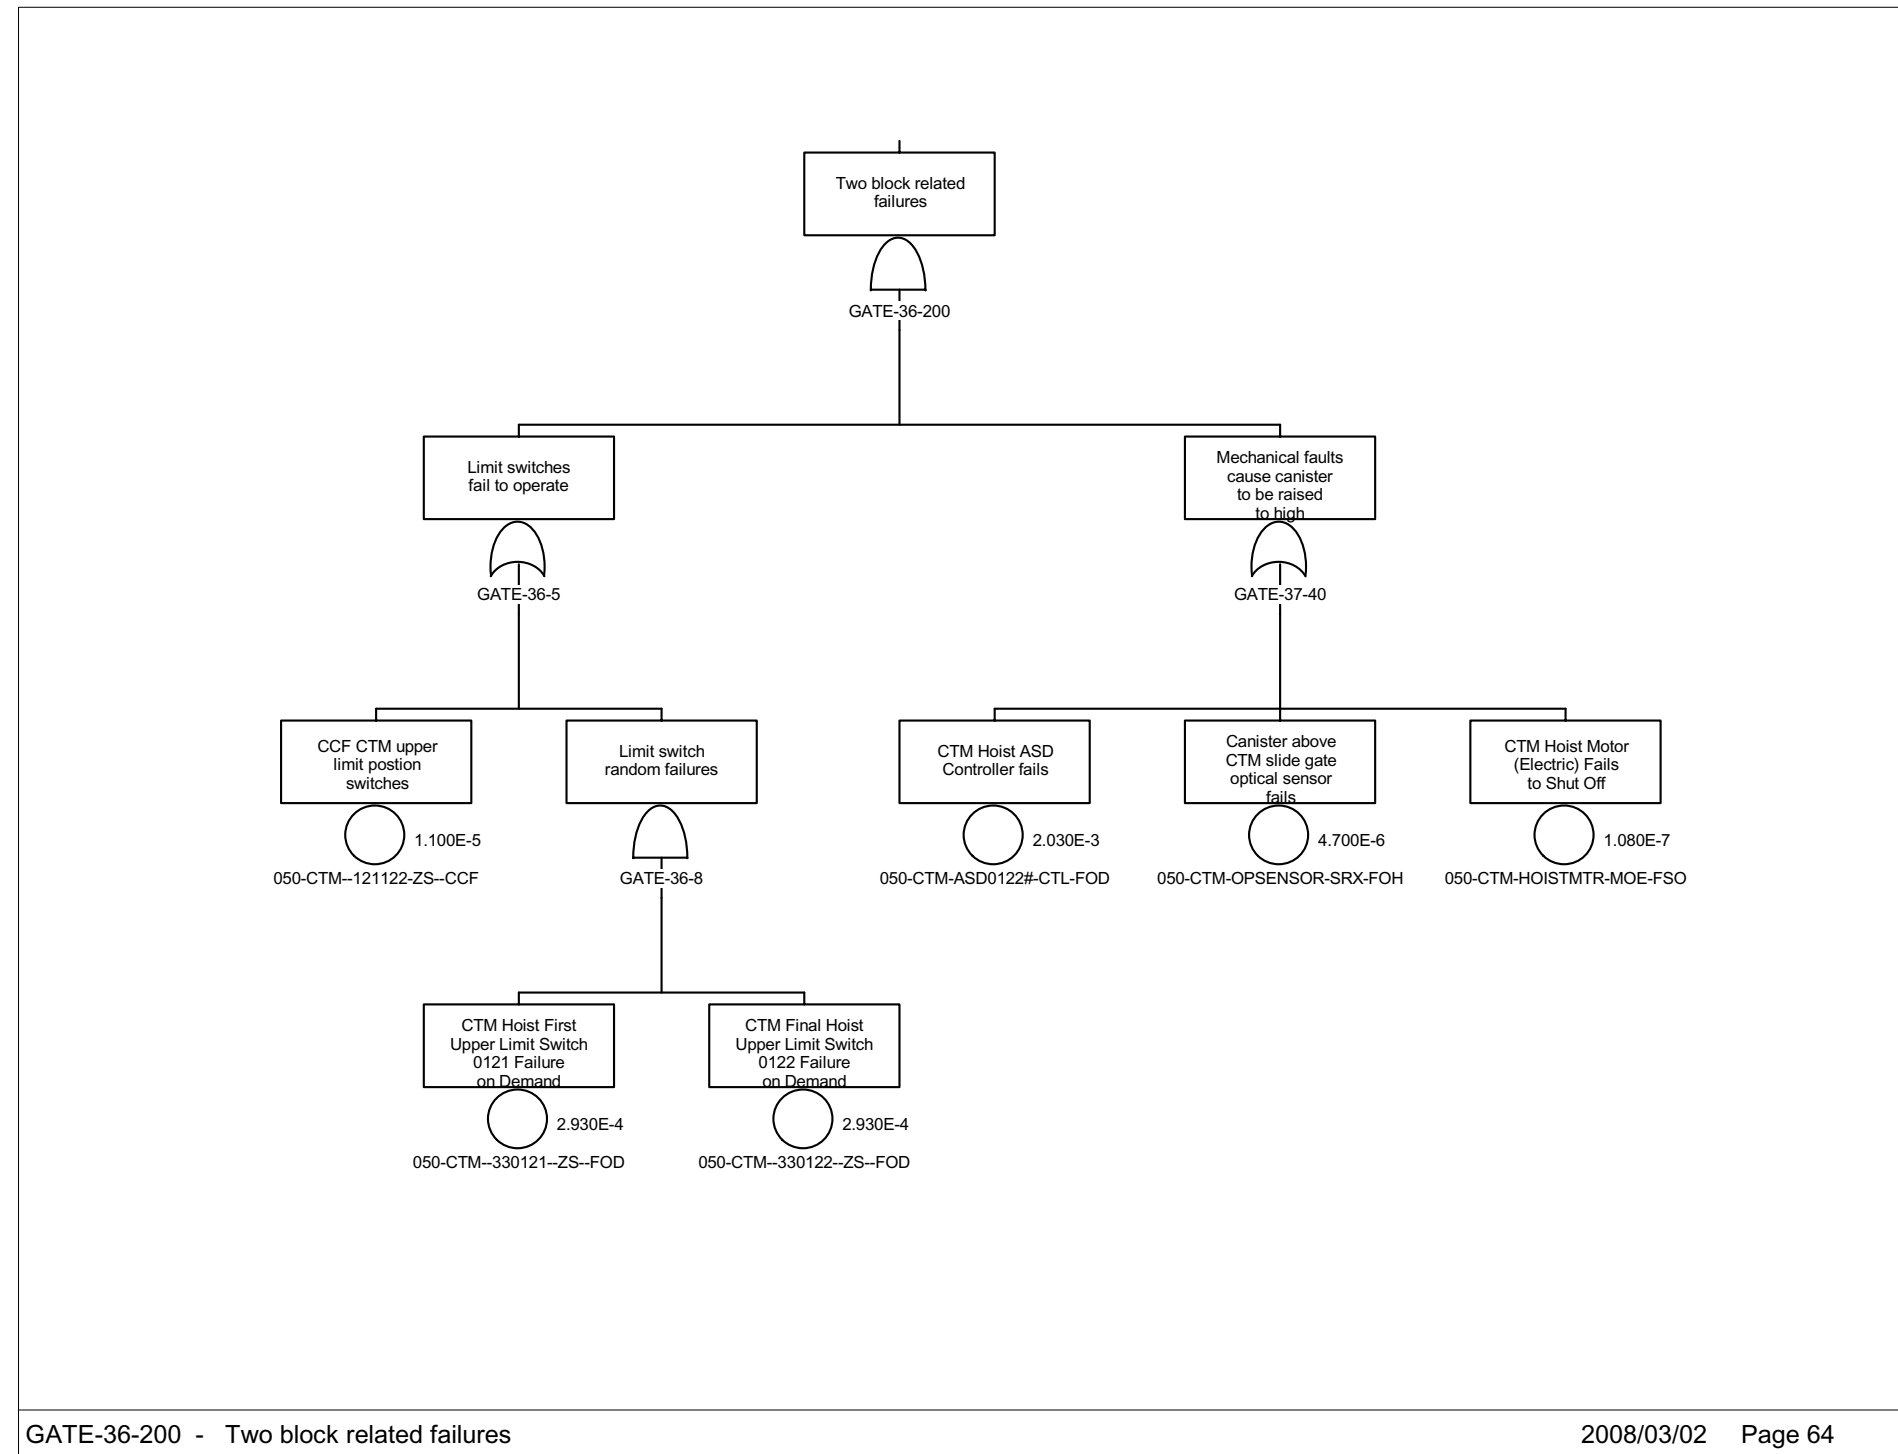 Two block related
failures
GATE-36-200
Limit switches
fail to operate
GATE-36-5
Mechanical faults
cause canister
to be raised
to high
GATE-37-40
CCF CTM upper
limit postion
switches
1.100E-5
050-CTM--121122-ZS--CCF
Limit switch
random failures
GATE-36-8
CTM Hoist ASD
Controller fails
2.030E-3
050-CTM-ASD0122#-CTL-FOD
Canister above
CTM slide gate
optical sensor
fails
4.700E-6
050-CTM-OPSENSOR-SRX-FOH
CTM Hoist Motor
(Electric) Fails
to Shut Off
1.080E-7
050-CTM-HOISTMTR-MOE-FSO
CTM Hoist First
Upper Limit Switch
0121 Failure
on Demand
2.930E-4
050-CTM--330121--ZS--FOD
CTM Final Hoist
Upper Limit Switch
0122 Failure
on Demand
2.930E-4
050-CTM--330122--ZS--FOD
GATE-36-200 - Two block related failures
2008/03/02 Page 64